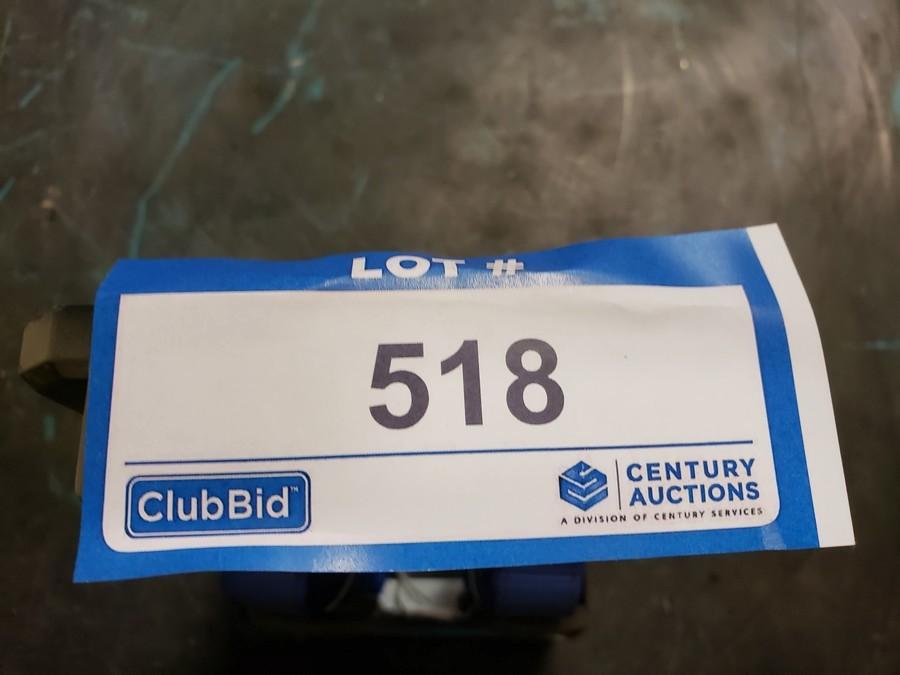 LOT #
518
ClubBid™
CENTURY
AUCTIONS
A DIVISION OF CENTURY SERVICES